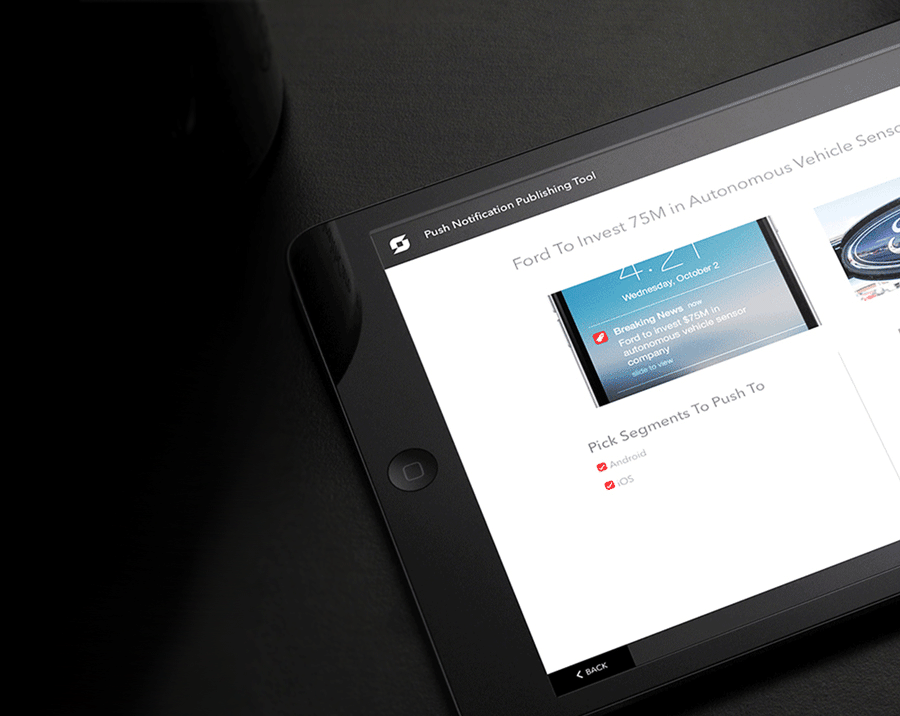 Push Notification Publishing Tool
Ford To Invest 75M in Autonomous Vehicle
4:21
Wednesday, October 2
Breaking News now
Ford to invest $75M in
autonomous vehicle sensor
company
slide to view
Pick Segments To Push To
Android
iOS
BACK